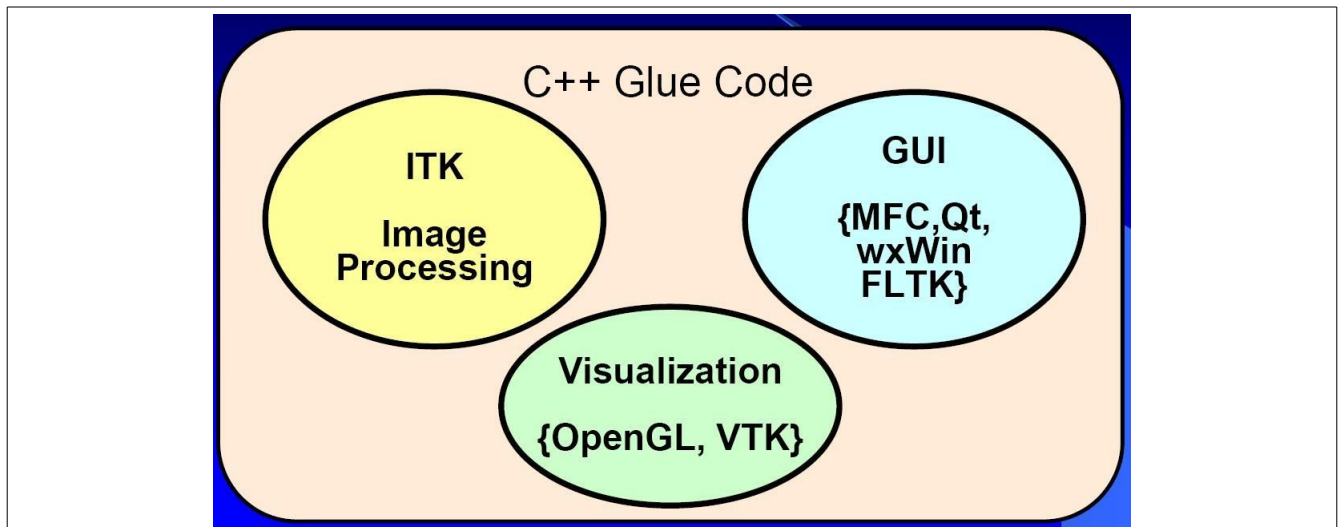 C++ Glue Code
ITK
Image
Processing
GUI
{MFC,Qt,
wxWin
FLTK}
Visualization
{OpenGL, VTK}